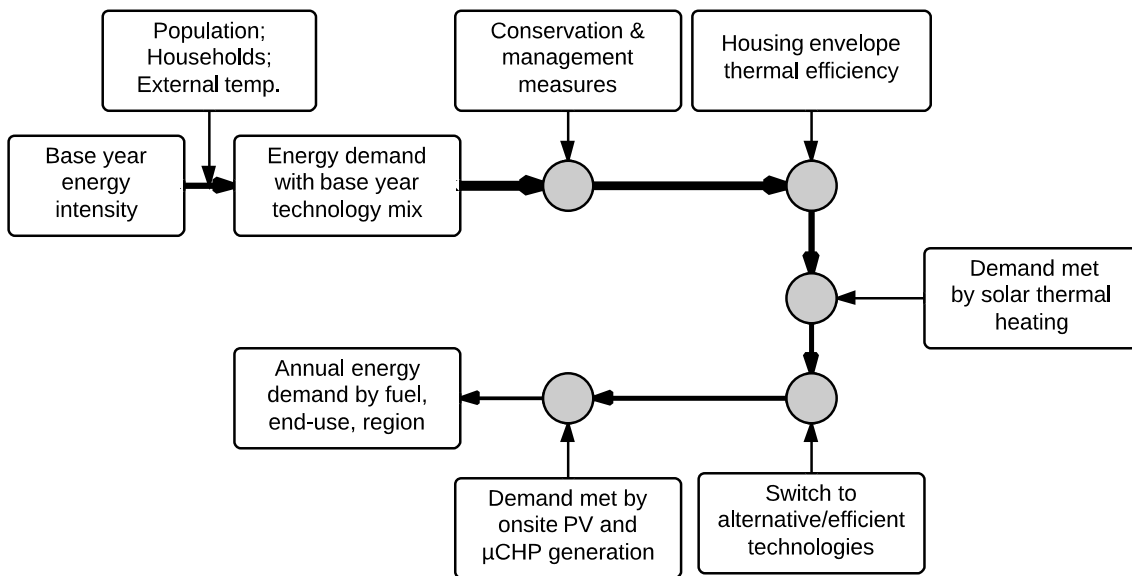 Population;
Households;
External temp.
Conservation &
management
measures
Housing envelope
thermal efficiency
Base year
energy
intensity
Energy demand
with base year
technology mix
Demand met
by solar thermal
heating
Annual energy
demand by fuel,
end-use, region
Demand met by
onsite PV and
µCHP generation
Switch to
alternative/efficient
technologies